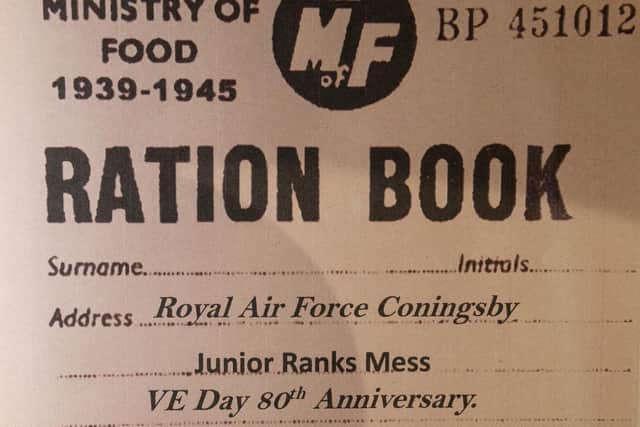 MINISTRY OF
FOOD
1939-1945
M OF F
BP 451012
RATION BOOK
Surname..............................Initials..............
Address Royal Air Force Coningsby
Junior Ranks Mess
VE Day 80th Anniversary.